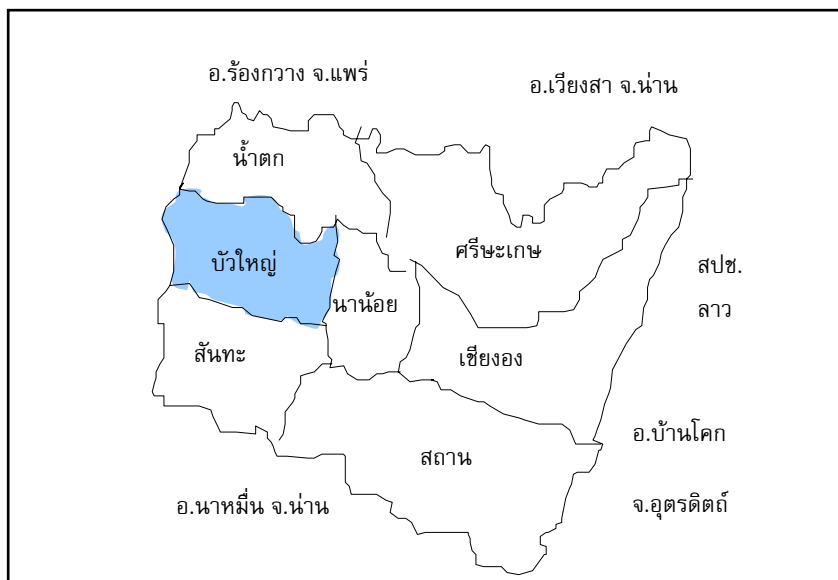 อ.ร้องกวาง จ.แพร่
อ.เวียงสา จ.น่าน
น้ำตก
ศรีษะเกษ
บัวใหญ่
สปช.
นาน้อย
ลาว
สันทะ
เชียงอง
อ.บ้านโคก
สถาน
อ.นาหมื่น จ.น่าน
จ.อุตรดิตถ์